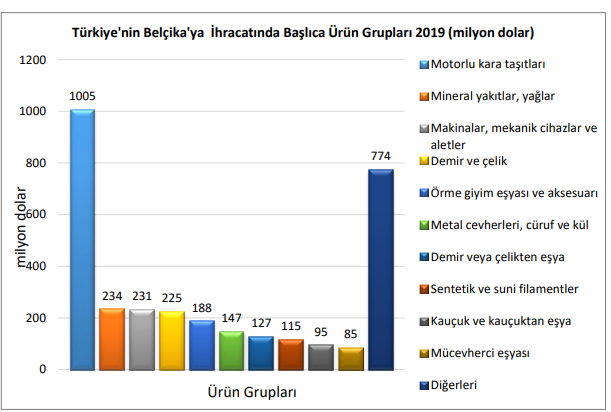 Türkiye'nin Belçika'ya İhracatında Başlıca Ürün Grupları 2019 (milyon dolar)
1200
1000
800
600
400
200
0
milyon dolar
1005
234
231
225
188
147
127
115
95
85
774
Ürün Grupları
Motorlu kara taşıtları
Mineral yakıtlar, yağlar
Makinalar, mekanik cihazlar ve
aletler
Demir ve çelik
Örme giyim eşyası ve aksesuarı
Metal cevherleri, cüruf ve kül
Demir veya çelikten eşya
Sentetik ve suni filamentler
Kauçuk ve kauçuktan eşya
Mücevherci eşyası
Diğerleri